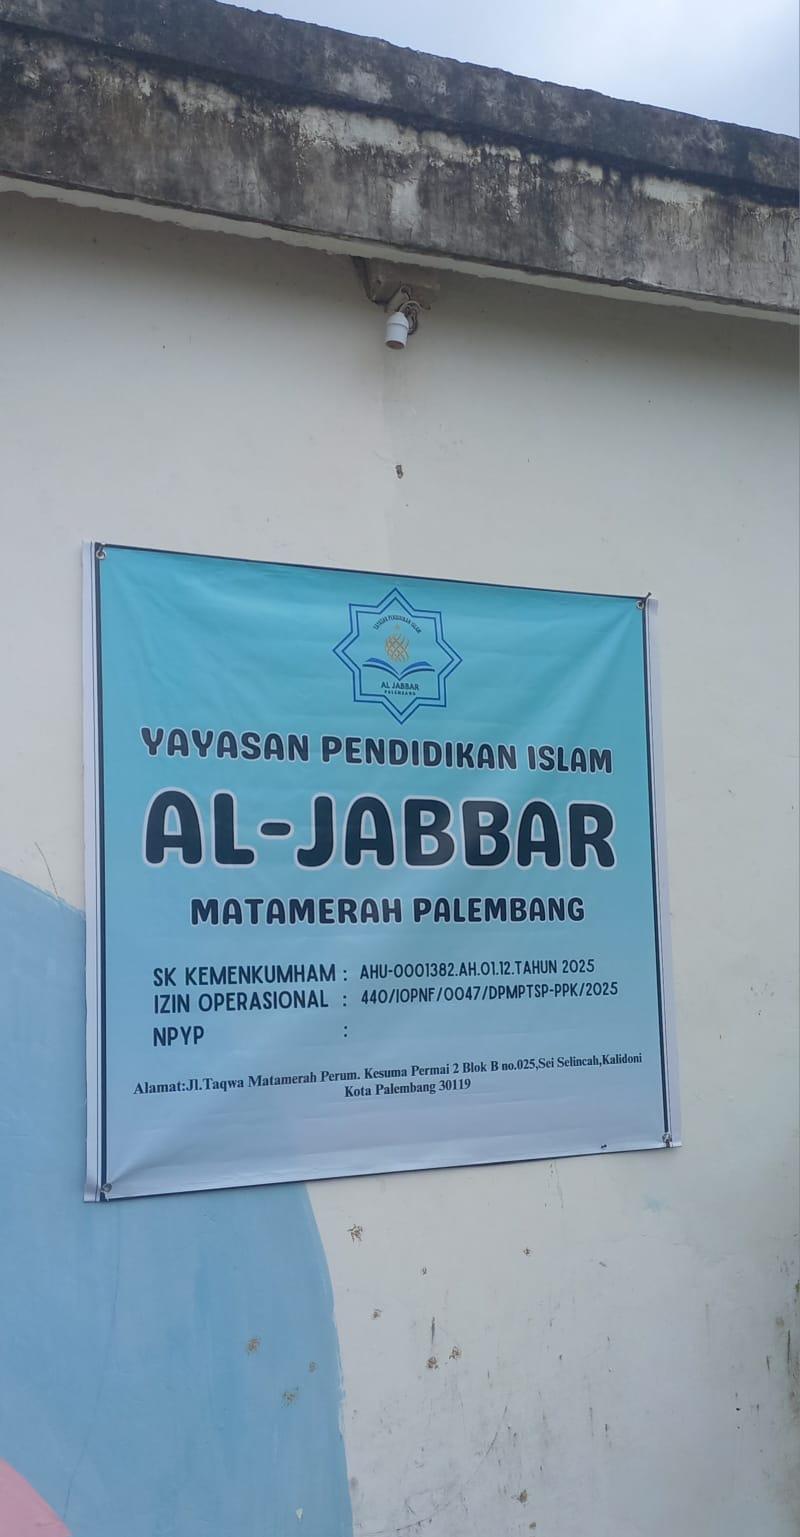 YAYASAN PENDIDIKAN ISLAM
AL JABBAR
PALEMBANG
YAYASAN PENDIDIKAN ISLAM
AL-JABBAR
MATAMERAH PALEMBANG
SK KEMENKUMHAM : AHU-0001382.AH.01.12.TAHUN 2025
IZIN OPERASIONAL : 440/IOPNF/0047/DPMPTSP-PPK/2025
NPYP :
Alamat:Jl.Taqwa Matamerah Perum. Kesuma Permai 2 Blok B no.025,Sei Selincah,Kalidoni
Kota Palembang 30119